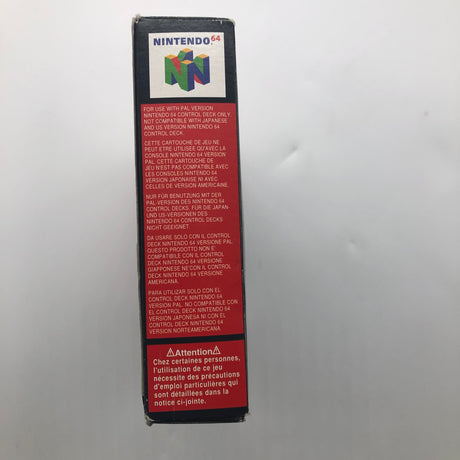 NINTENDO 64
FOR USE WITH PAL VERSION
NINTENDO 64 CONTROL DECK ONLY.
NOT COMPATIBLE WITH JAPANESE
AND US VERSION NINTENDO 64
CONTROL DECK.
CETTE CARTOUCHE DE JEU NE
PEUT ETRE UTILISEE QU'AVEC LA
CONSOLE NINTENDO 64 VERSION
PAL. CETTE CARTOUCHE DE
JEU N'EST PAS COMPATIBLE AVEC
LES CONSOLES NINTENDO 64
VERSION JAPONAISE NI AVEC
CELLES DE VERSION AMERICAINE.
NUR FÜR BENUTZUNG MIT DER
PAL-VERSION DES NINTENDO 64
CONTROL DECKS. FÜR DIE JAPAN-
UND US-VERSIONEN DES
NINTENDO 64 CONTROL DECKS
NICHT GEEIGNET.
DA USARE SOLO CON IL CONTROL
DECK NINTENDO 64 VERSIONE PAL.
QUESTO PRODOTTO NON E'
COMPATIBILE CON IL CONTROL
DECK NINTENDO 64 VERSIONE
GIAPPONESE NE'CON IL CONTROL
DECK NINTENDO 64 VERSIONE
AMERICANA.
PARA UTILIZAR SOLO CON EL
CONTROL DECK NINTENDO 64
VERSION PAL. NO COMPATIBLE CON
EL CONTROL DECK NINTENDO 64
VERSION JAPONESA NI CON EL
CONTROL DECK NINTENDO 64
VERSION NORTEAMERICANA.
⚠Attention⚠
Chez certaines personnes,
l'utilisation de ce jeu
nécessite des precautions
d'emploi particulières qui
sont détaillées dans la
notice ci-jointe.